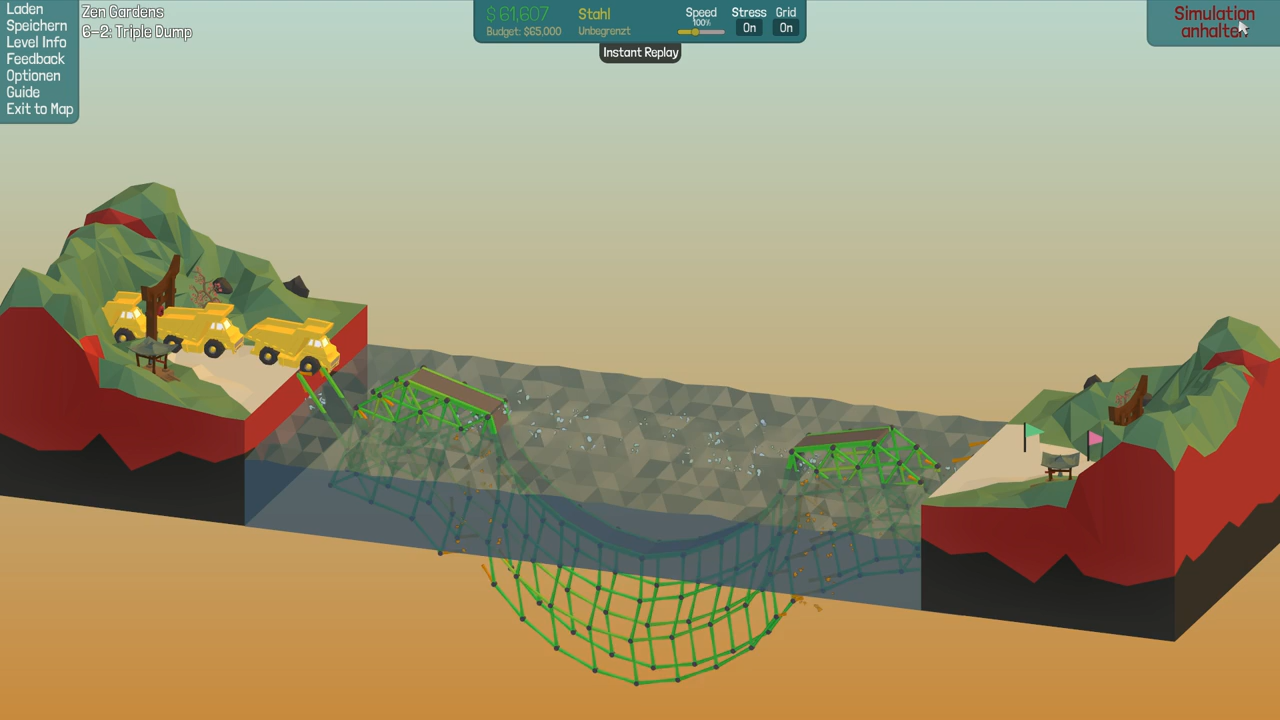 Laden
Speichern
Level Info
Feedback
Optionen
Guide
Exit to Map
Zen Gardens
6-2: Triple Dump
$ 61,607
Budget: $65,000
Stahl
Unbegrenzt
Speed
100%
Stress
On
Grid
On
Instant Replay
Simulation
anhalten